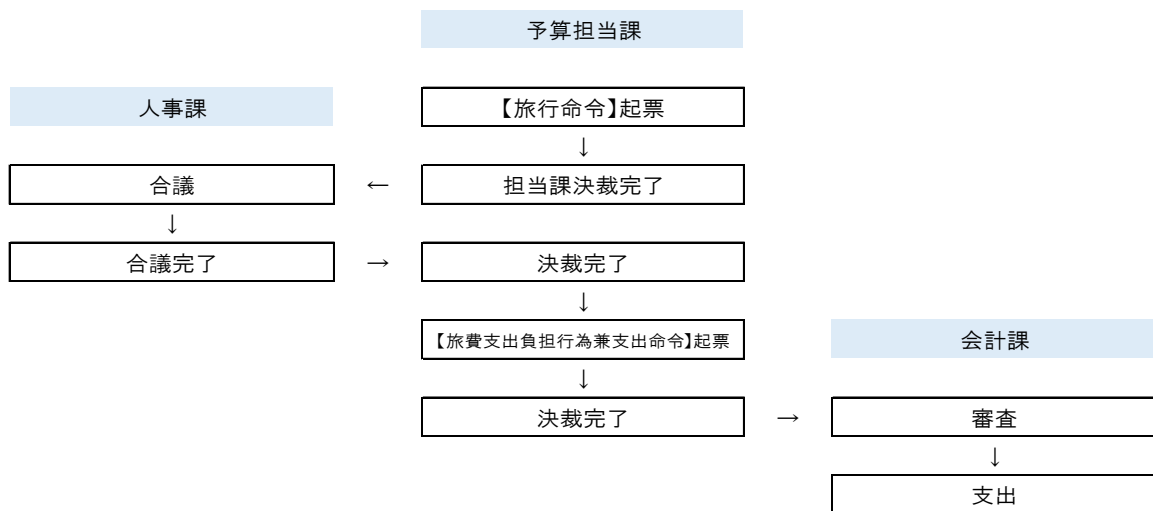 予算担当課
人事課
【旅行命令】起票
↓
合議 ← 担当課決裁完了
↓
合議完了 → 決裁完了
↓
【旅費支出負担行為兼支出命令】起票
会計課
↓
決裁完了 → 審査
↓
支出